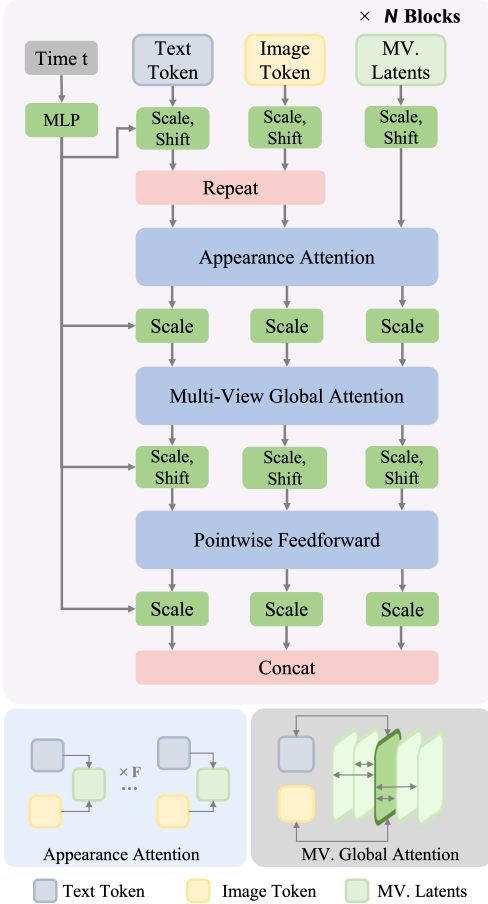 × N Blocks
Time t
Text Token
Image Token
MV. Latents
MLP
Scale, Shift
Scale, Shift
Scale, Shift
Repeat
Appearance Attention
Scale
Scale
Scale
Multi-View Global Attention
Scale, Shift
Scale, Shift
Scale, Shift
Pointwise Feedforward
Scale
Scale
Scale
Concat
× F
...
Appearance Attention
MV. Global Attention
Text Token
Image Token
MV. Latents